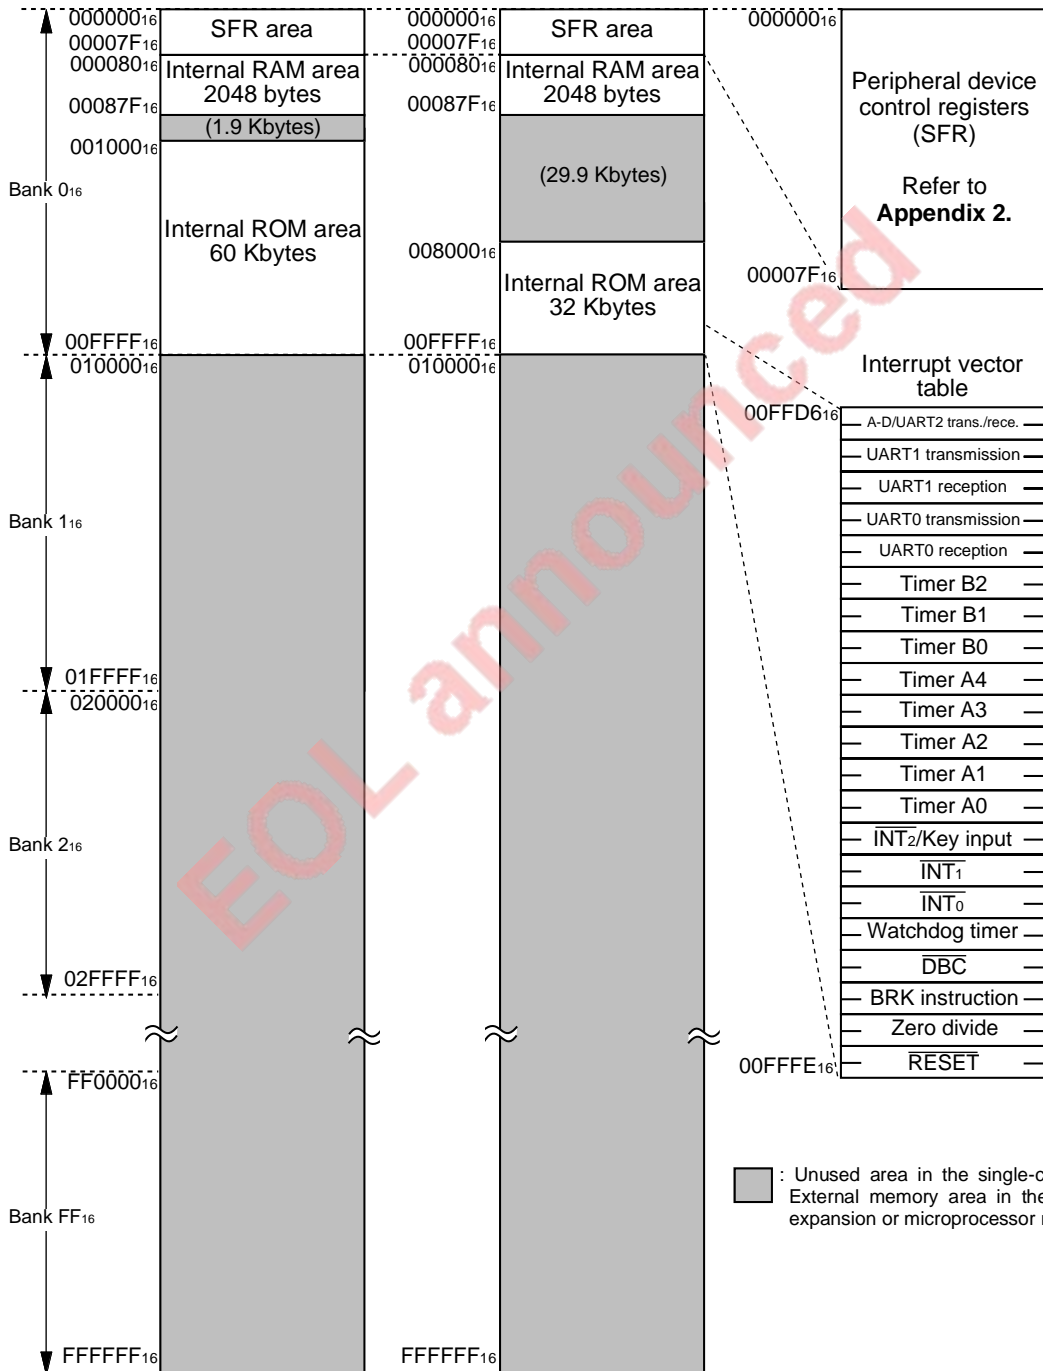 000000₁₆
SFR area
00007F₁₆
000080₁₆
Internal RAM area
2048 bytes
00087F₁₆
(1.9 Kbytes)
001000₁₆
Bank 0₁₆
Internal ROM area
60 Kbytes
00FFFF₁₆
010000₁₆
Bank 1₁₆
01FFFF₁₆
020000₁₆
Bank 2₁₆
02FFFF₁₆
FF0000₁₆
Bank FF₁₆
FFFFFF₁₆
000000₁₆
SFR area
00007F₁₆
000080₁₆
Internal RAM area
2048 bytes
00087F₁₆
(29.9 Kbytes)
008000₁₆
Internal ROM area
32 Kbytes
00FFFF₁₆
010000₁₆
FFFFFF₁₆
000000₁₆
Peripheral device
control registers
(SFR)
Refer to
Appendix 2.
00007F₁₆
Interrupt vector
table
00FFD6₁₆
A-D/UART2 trans./rece.
UART1 transmission
UART1 reception
UART0 transmission
UART0 reception
Timer B2
Timer B1
Timer B0
Timer A4
Timer A3
Timer A2
Timer A1
Timer A0
INT₂/Key input
INT₁
INT₀
Watchdog timer
DBC
BRK instruction
Zero divide
00FFFE₁₆
RESET
: Unused area in the single-c
External memory area in the
expansion or microprocessor
EOL announced